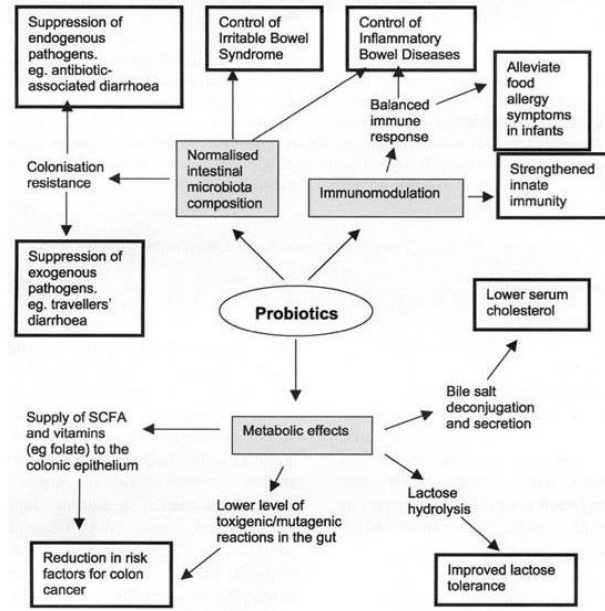 Suppression of
endogenous
pathogens.
eg. antibiotic-
associated diarrhoea
Control of
Irritable Bowel
Syndrome
Control of
Inflammatory
Bowel Diseases
Alleviate
food
allergy
symptoms
in infants
Balanced
immune
response
Colonisation
resistance
Normalised
intestinal
microbiota
composition
Immunomodulation
Strengthened
innate
immunity
Suppression of
exogenous
pathogens.
eg. travellers'
diarrhoea
Probiotics
Lower serum
cholesterol
Bile salt
deconjugation
and secretion
Supply of SCFA
and vitamins
(eg folate) to the
colonic epithelium
Metabolic effects
Lower level of
toxigenic/mutagenic
reactions in the gut
Lactose
hydrolysis
Reduction in risk
factors for colon
cancer
Improved lactose
tolerance